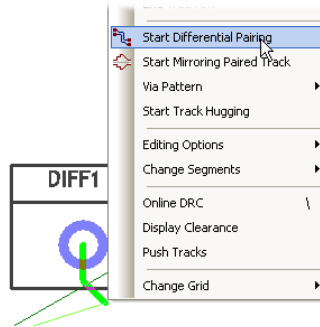 Start Differential Pairing
Start Mirroring Paired Track
Via Pattern
Start Track Hugging
Editing Options
Change Segments
DIFF1
Online DRC \
Display Clearance
Push Tracks
Change Grid